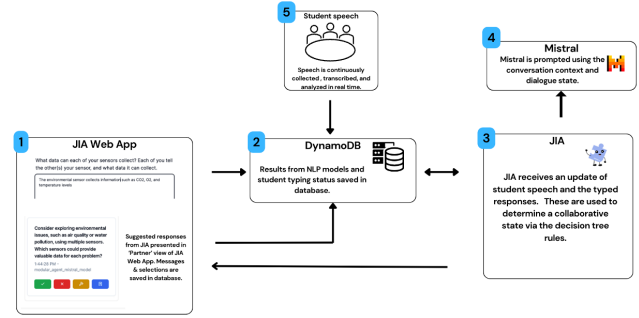 5
Student speech
Speech is continuously
collected , transcribed, and
analyzed in real time.
4
Mistral
Mistral is prompted using the
conversation context and
dialogue state.
1
JIA Web App
What data can each of your sensors collect? Each of you tell
the other(s) your sensor, and what data it can collect.
The environmental sensor collects information such as CO2, O2, and
temperature levels
Consider exploring environmental
issues, such as air quality or water
pollution, using multiple sensors.
Which sensors could provide
valuable data for each problem?
1:44:23 PM -
modular_agent_mistral_model
Suggested responses
from JIA presented in
'Partner' view of JIA
Web App. Messages
& selections are
saved in database.
2
DynamoDB
Results from NLP models and
student typing status saved in
database.
3
JIA
JIA receives an update of
student speech and the typed
responses. These are used to
determine a collaborative
state via the decision tree
rules.